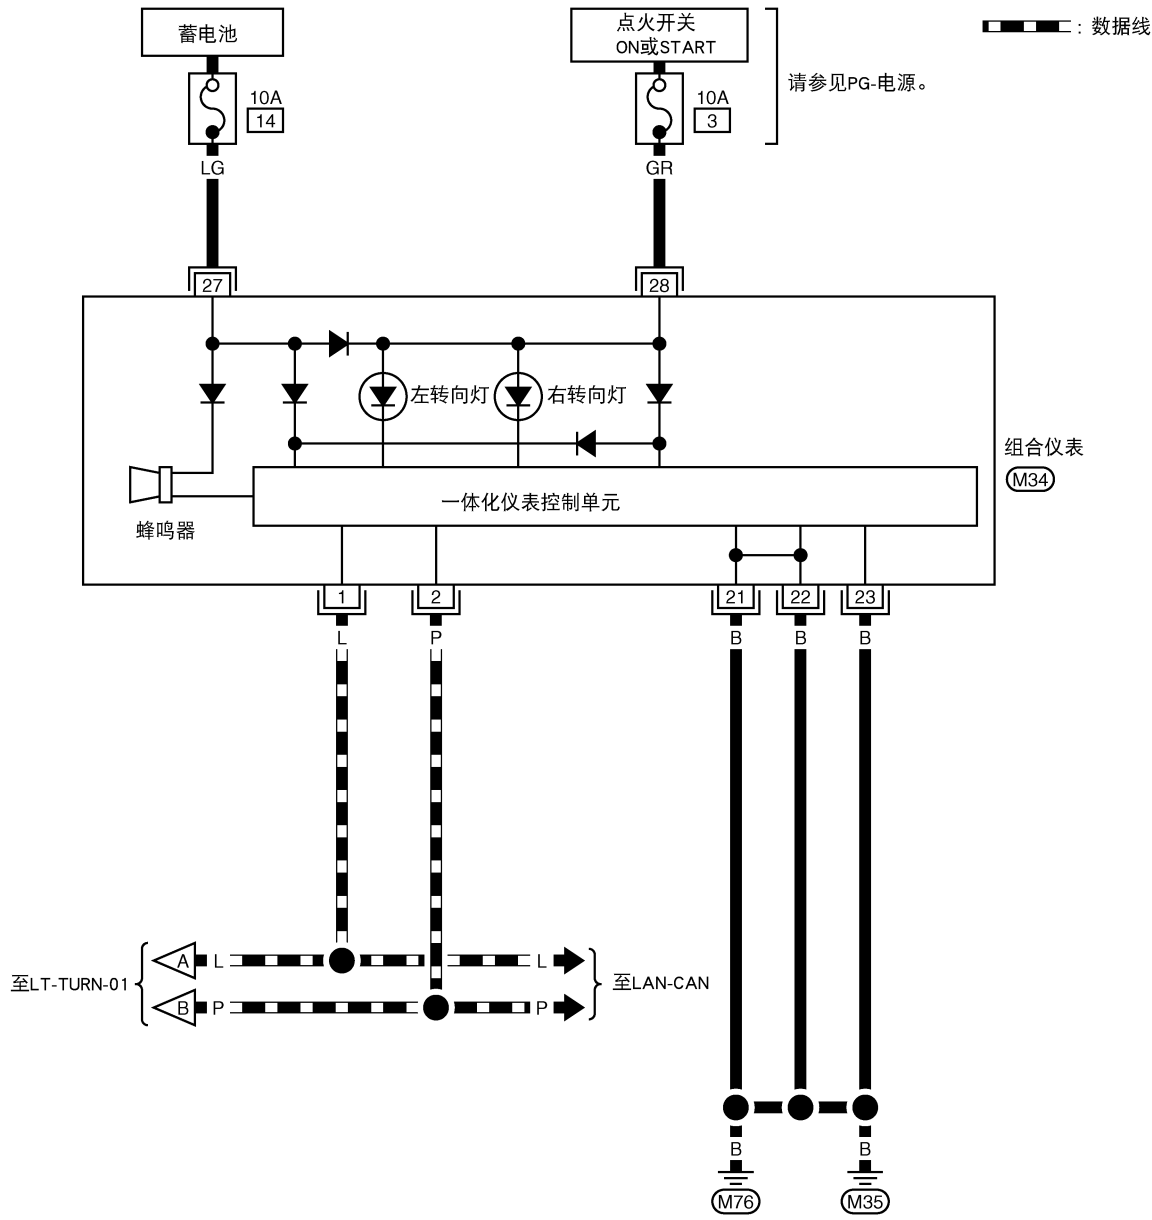 蓄电池
点火开关
ON或START
: 数据线
请参见PG-电源。
10A
14
10A
3
LG
GR
27
28
左转向灯
右转向灯
组合仪表
M34
一体化仪表控制单元
蜂鸣器
1
2
21
22
23
L
P
B
B
B
A
L
L
至LT-TURN-01
至LAN-CAN
B
P
P
B
B
M76
M35